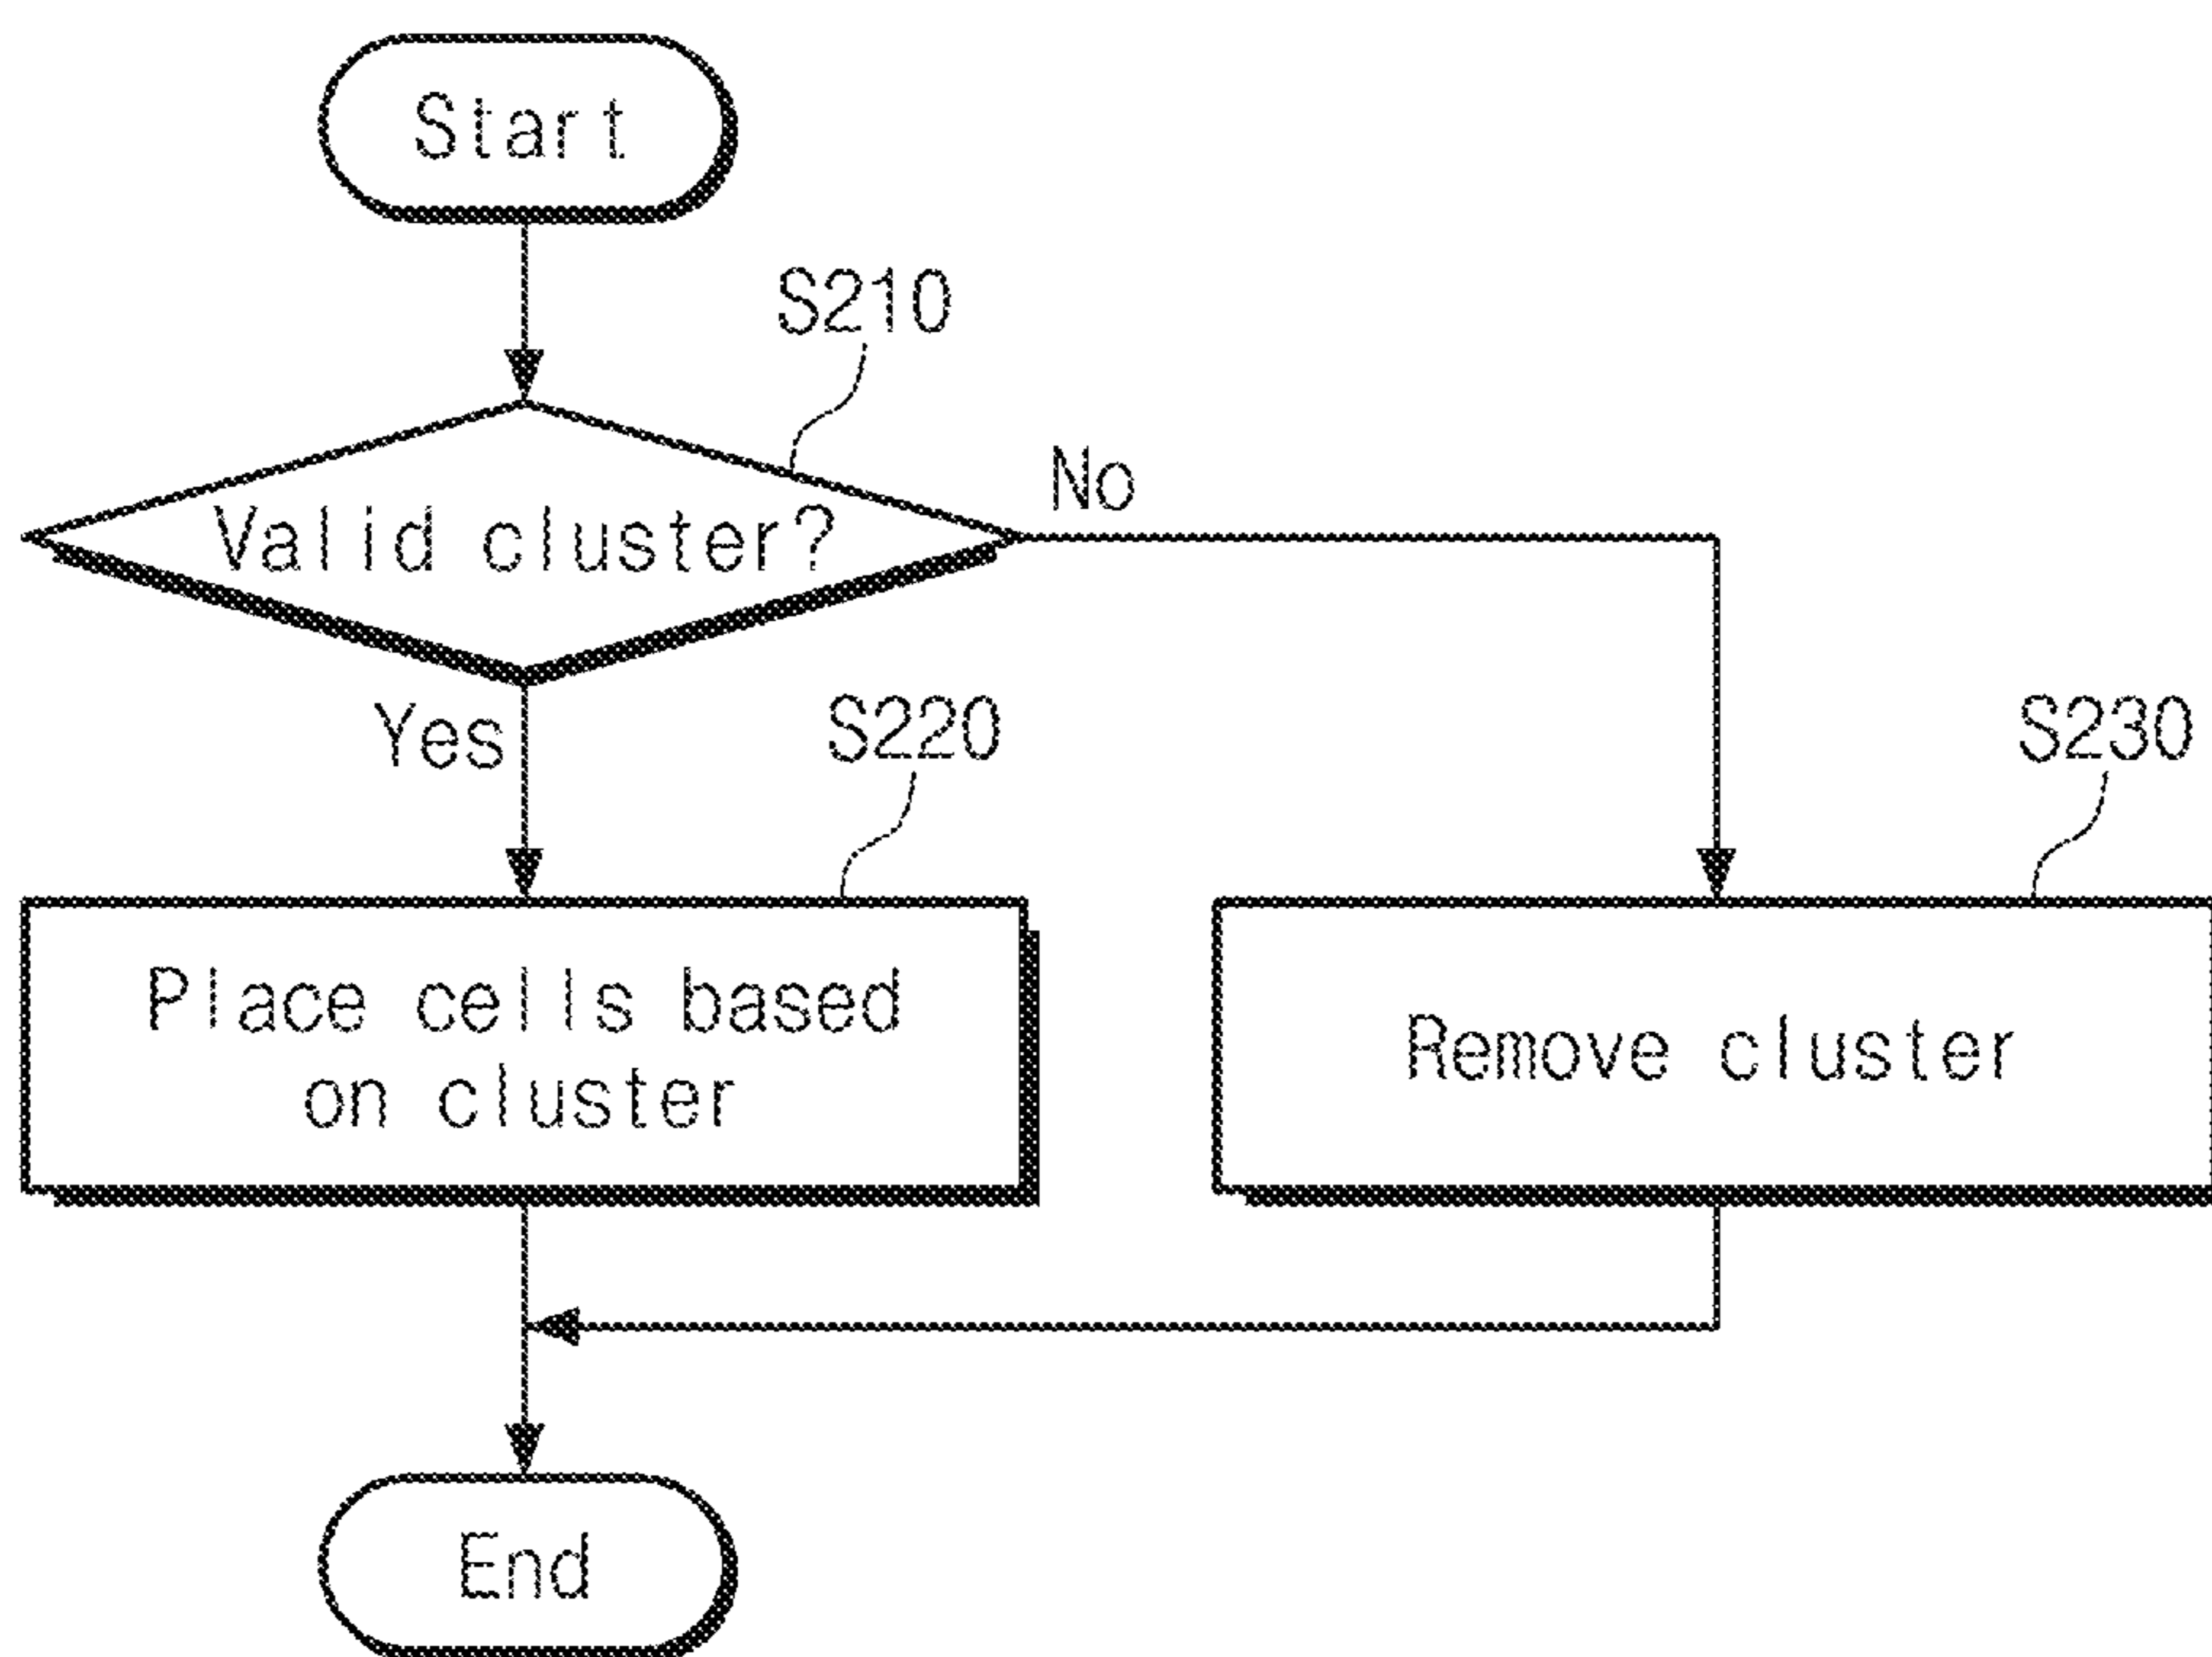 Start
S210
No
Valid cluster?
Yes
S220
S230
Place cells based
on cluster
Remove cluster
End